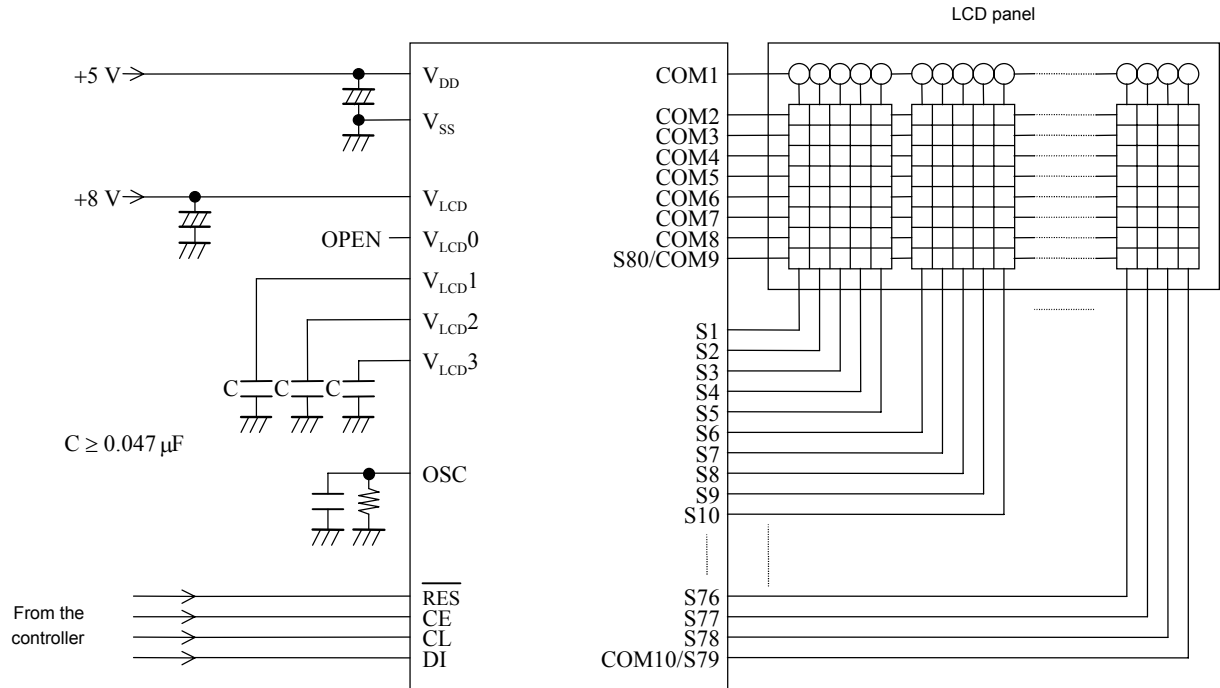 LCD panel
+5 V
VDD
COM1
VSS
COM2
COM3
COM4
COM5
COM6
COM7
COM8
S80/COM9
+8 V
VLCD
OPEN
VLCD0
VLCD1
VLCD2
VLCD3
C
C
C
C ≥ 0.047 μF
OSC
S1
S2
S3
S4
S5
S6
S7
S8
S9
S10
From the
controller
RES
CE
CL
DI
S76
S77
S78
COM10/S79